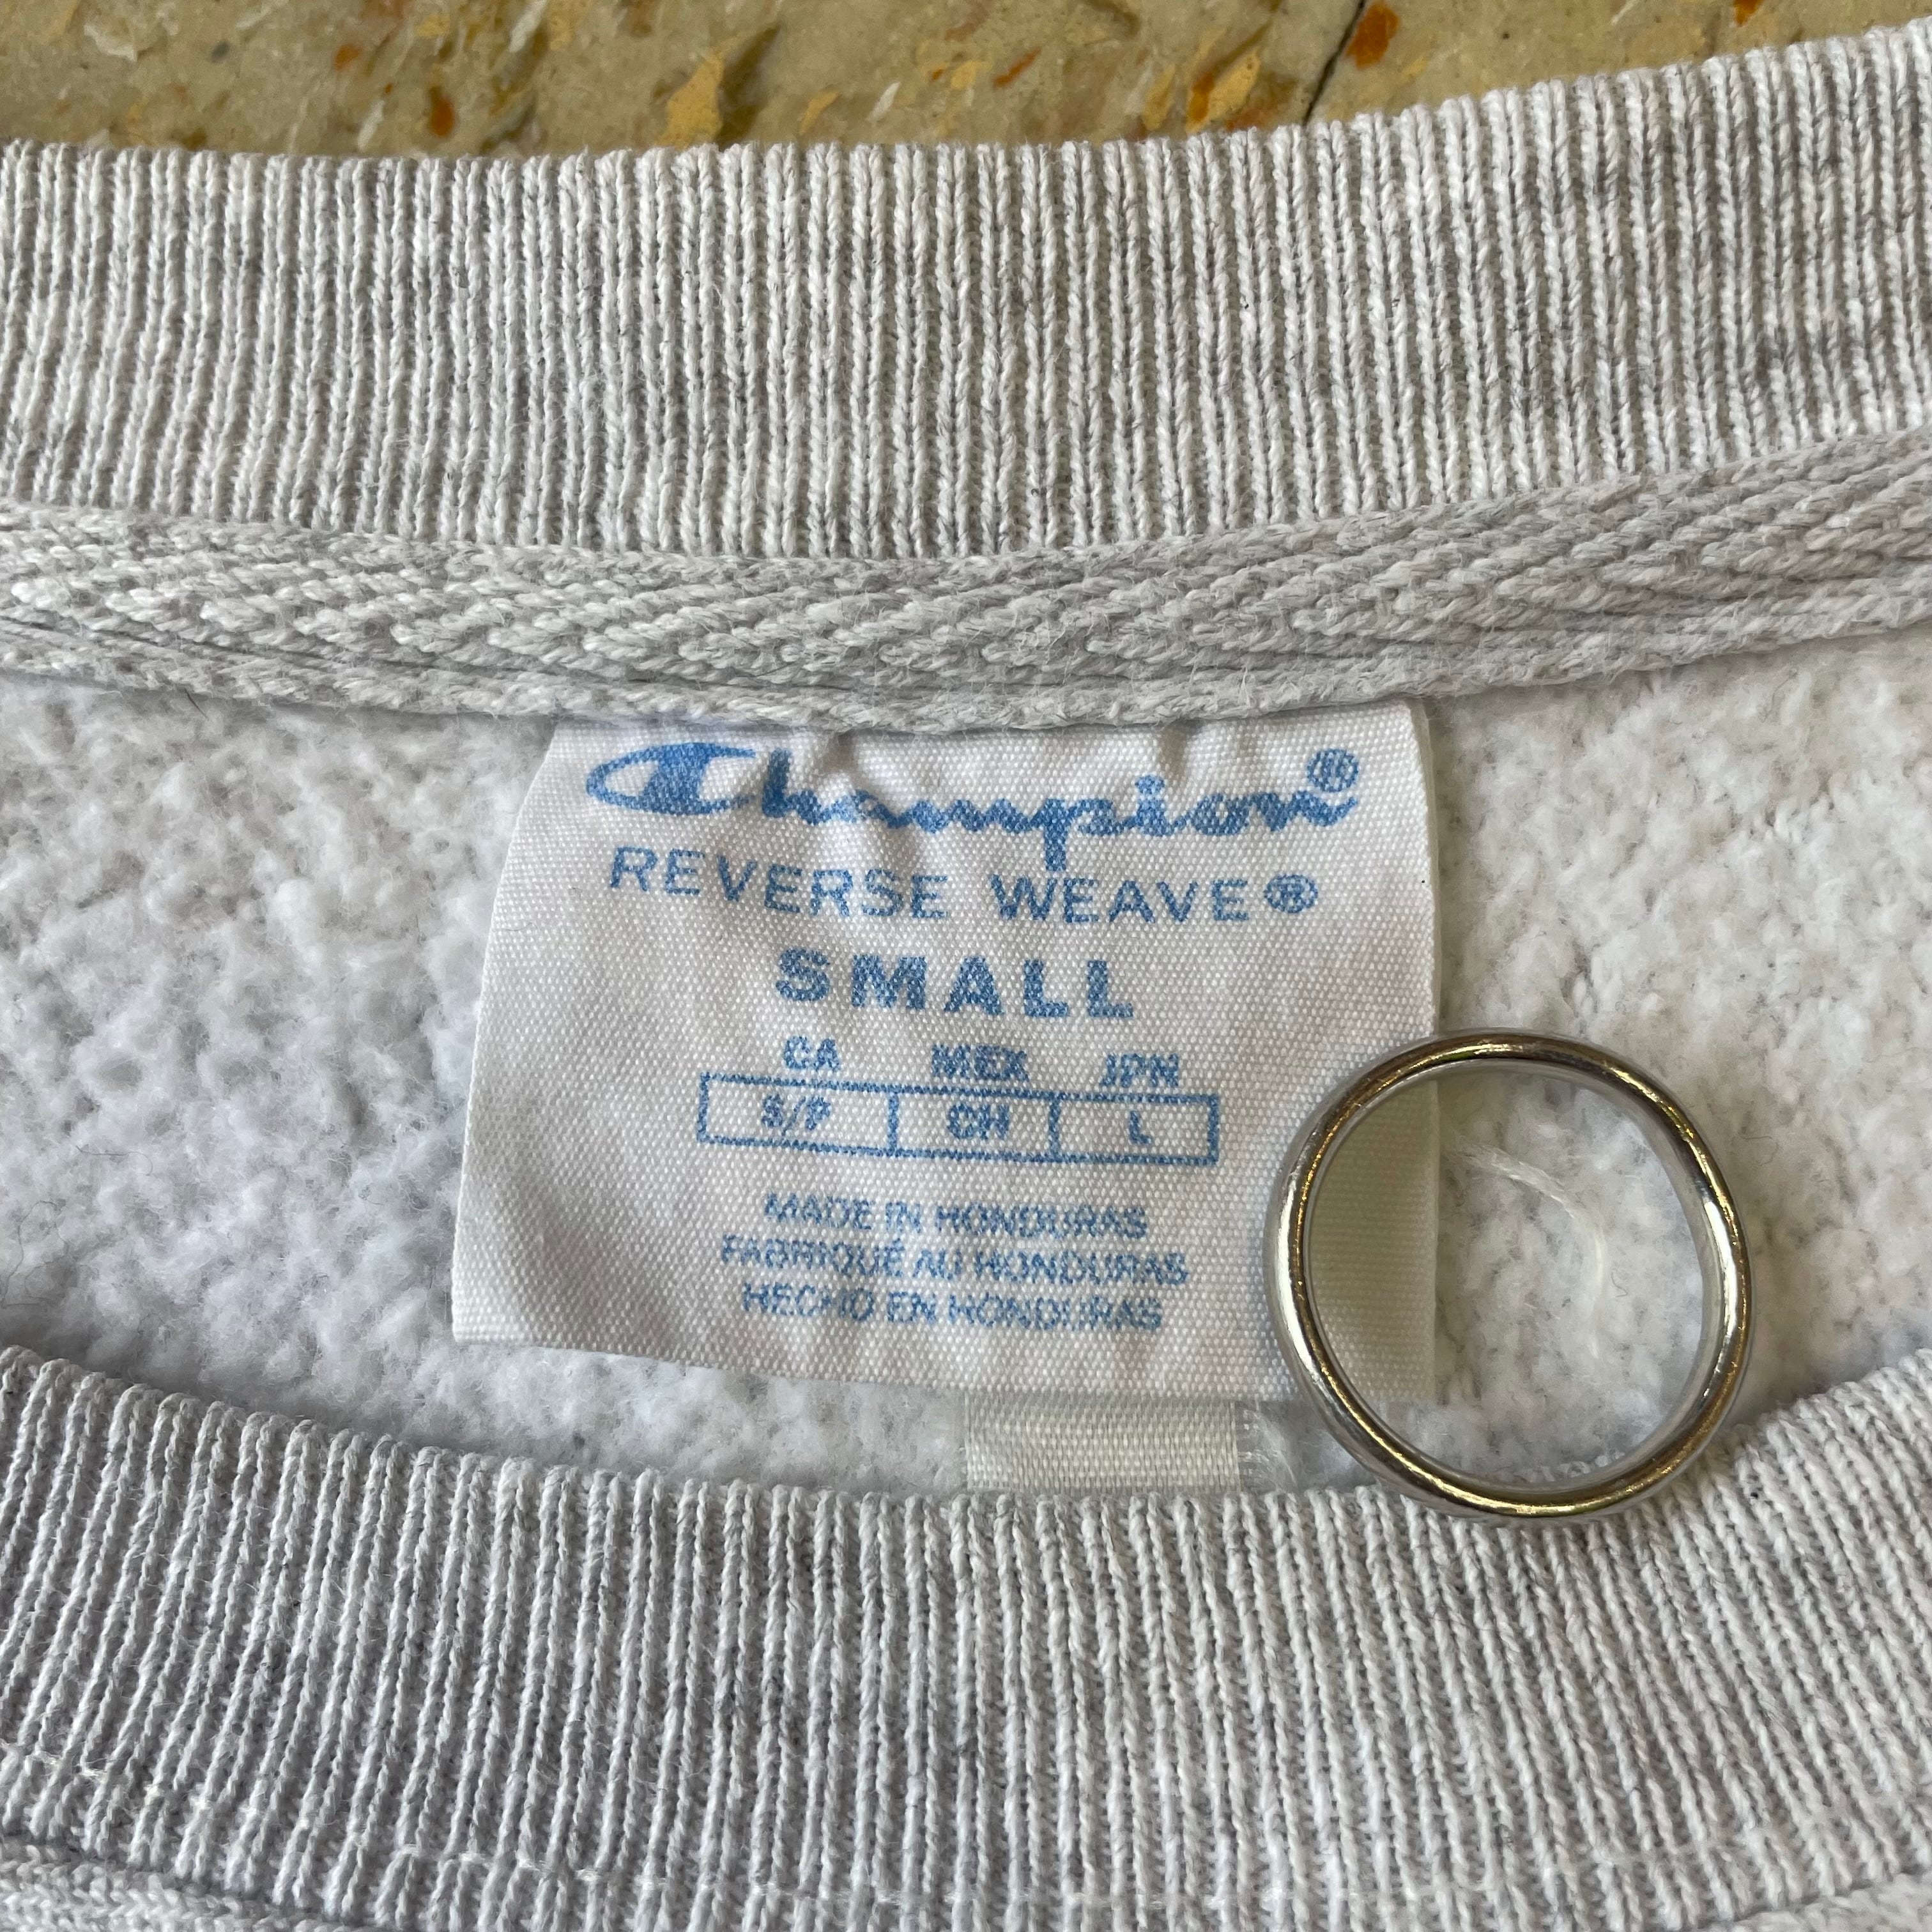 Champion®
REVERSE WEAVE®
SMALL
CA MEX JPN
S/P CH L
MADE IN HONDURAS
FABRIQUÉ AU HONDURAS
HECHO EN HONDURAS